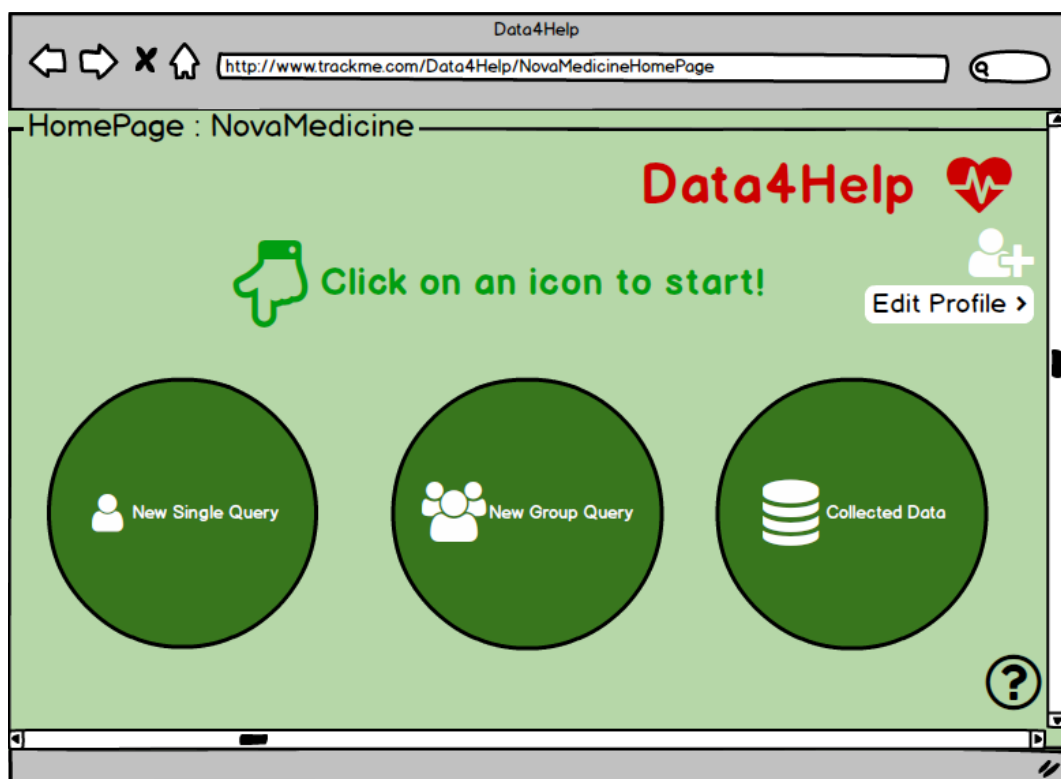 Data4Help
http://www.trackme.com/Data4Help/NovaMedicineHomePage
HomePage : NovaMedicine
Data4Help
Click on an icon to start!
Edit Profile >
New Single Query
New Group Query
Collected Data
?